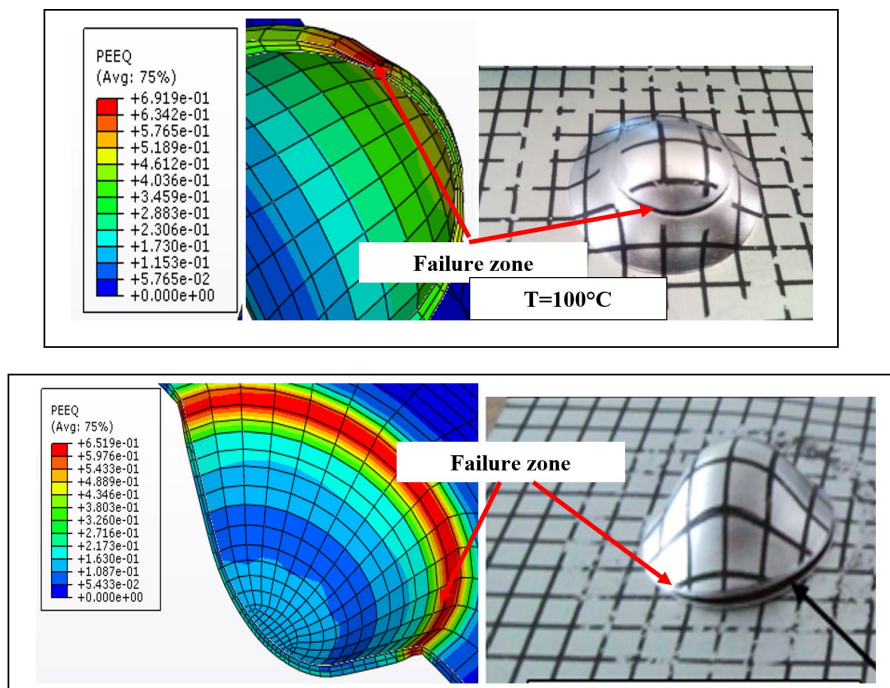 PEEQ
(Avg: 75%)
+6.919e-01
+6.342e-01
+5.765e-01
+5.189e-01
+4.612e-01
+4.036e-01
+3.459e-01
+2.883e-01
+2.306e-01
+1.730e-01
+1.153e-01
+5.765e-02
+0.000e+00
Failure zone
T=100°C
PEEQ
(Avg: 75%)
+6.519e-01
+5.976e-01
+5.433e-01
+4.889e-01
+4.346e-01
+3.803e-01
+3.260e-01
+2.716e-01
+2.173e-01
+1.630e-01
+1.087e-01
+5.433e-02
+0.000e+00
Failure zone